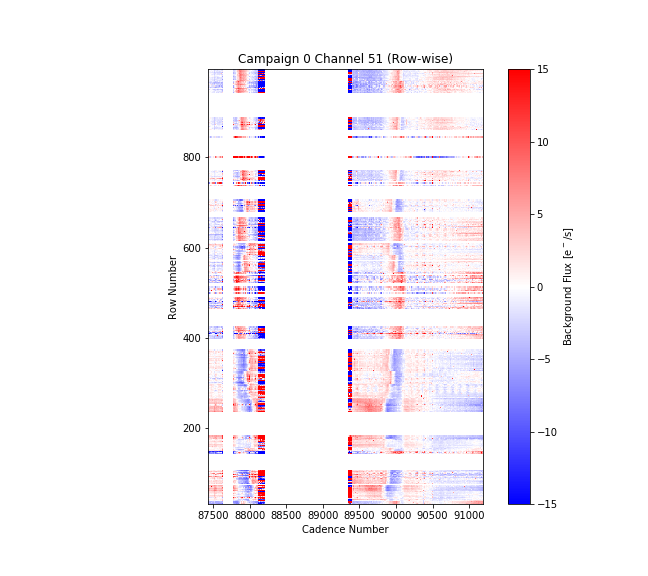 Campaign 0 Channel 51 (Row-wise)
800
600
400
200
Row Number
87500 88000 88500 89000 89500 90000 90500 91000
Cadence Number
15
10
5
0
−5
−10
−15
Background Flux [e⁻/s]